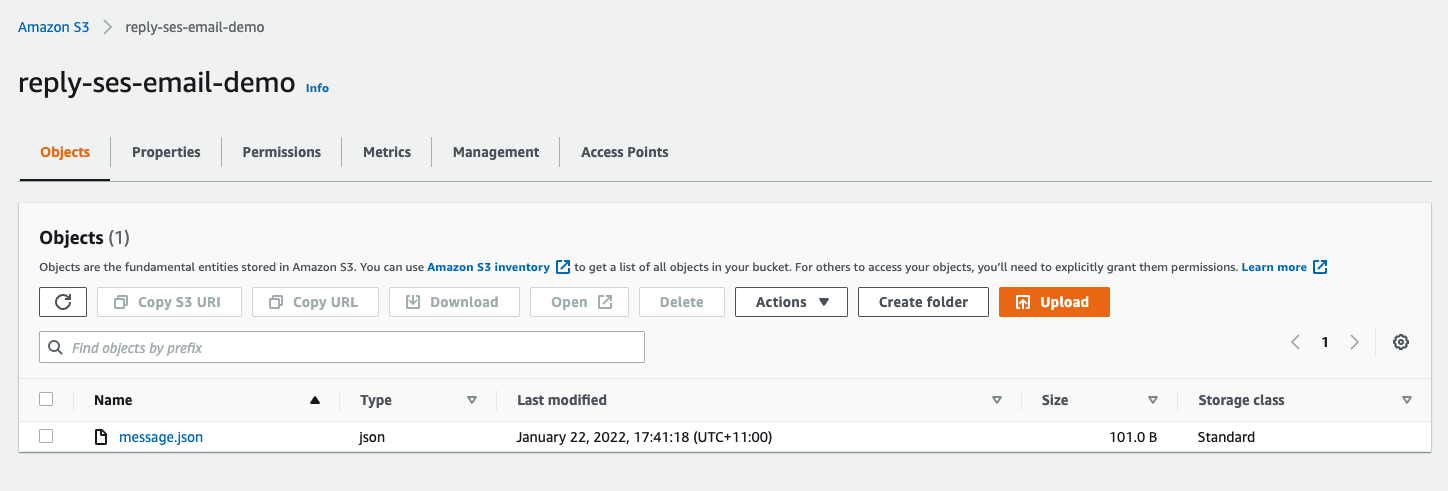 Amazon S3 > reply-ses-email-demo
reply-ses-email-demo Info
Objects Properties Permissions Metrics Management Access Points
Objects (1)
Objects are the fundamental entities stored in Amazon S3. You can use Amazon S3 inventory to get a list of all objects in your bucket. For others to access your objects, you'll need to explicitly grant them permissions. Learn more
Copy S3 URI Copy URL Download Open Delete Actions Create folder Upload
Find objects by prefix 1
Name Type Last modified Size Storage class
message.json json January 22, 2022, 17:41:18 (UTC+11:00) 101.0 B Standard